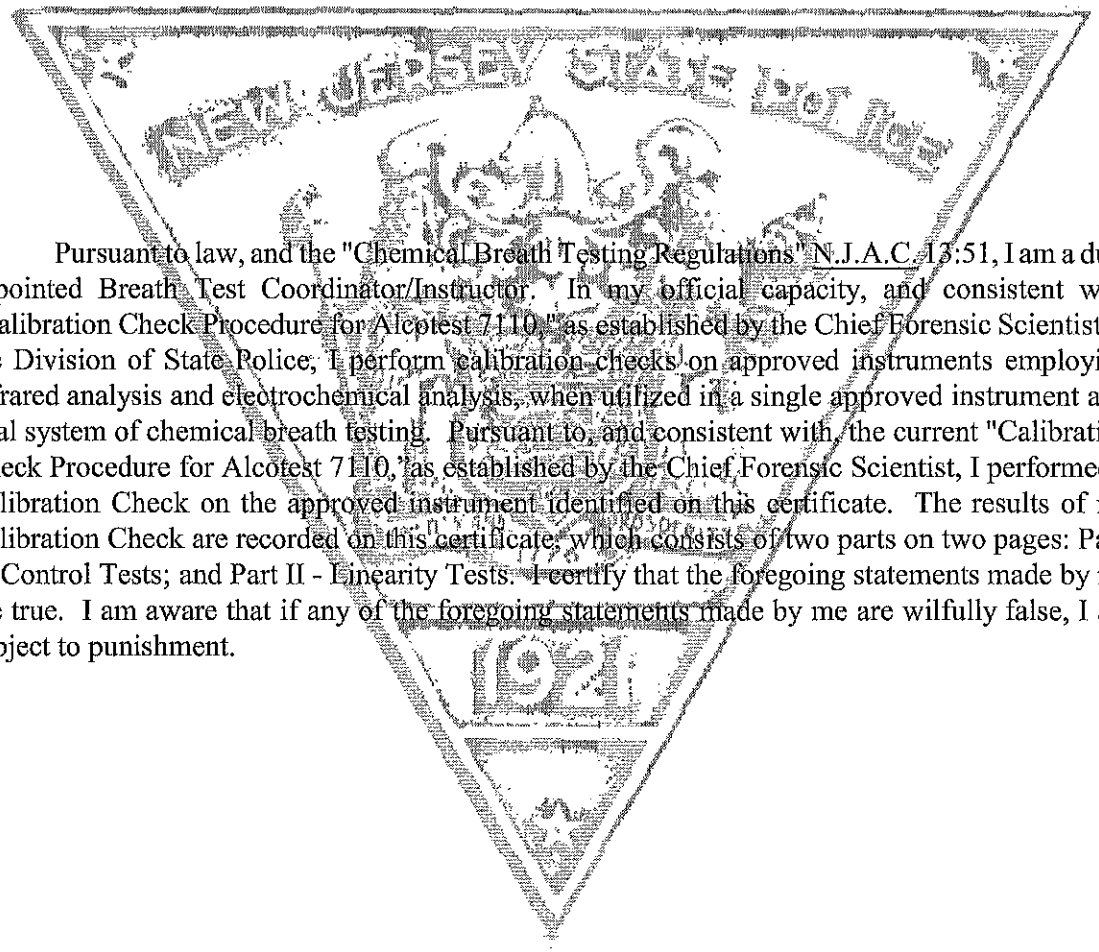 NEW JERSEY STATE POLICE
Pursuant to law, and the "Chemical Breath Testing Regulations" N.J.A.C. 13:51, I am a du
pointed Breath Test Coordinator/Instructor. In my official capacity, and consistent w
alibration Check Procedure for Alcotest 7110," as established by the Chief Forensic Scientist
e Division of State Police, I perform calibration checks on approved instruments employi
rared analysis and electrochemical analysis, when utilized in a single approved instrument a
al system of chemical breath testing. Pursuant to, and consistent with, the current "Calibrati
eck Procedure for Alcotest 7110," as established by the Chief Forensic Scientist, I performed
libration Check on the approved instrument identified on this certificate. The results of
libration Check are recorded on this certificate, which consists of two parts on two pages: Pa
Control Tests; and Part II - Linearity Tests. I certify that the foregoing statements made by
e true. I am aware that if any of the foregoing statements made by me are wilfully false, I a
bject to punishment.
1921